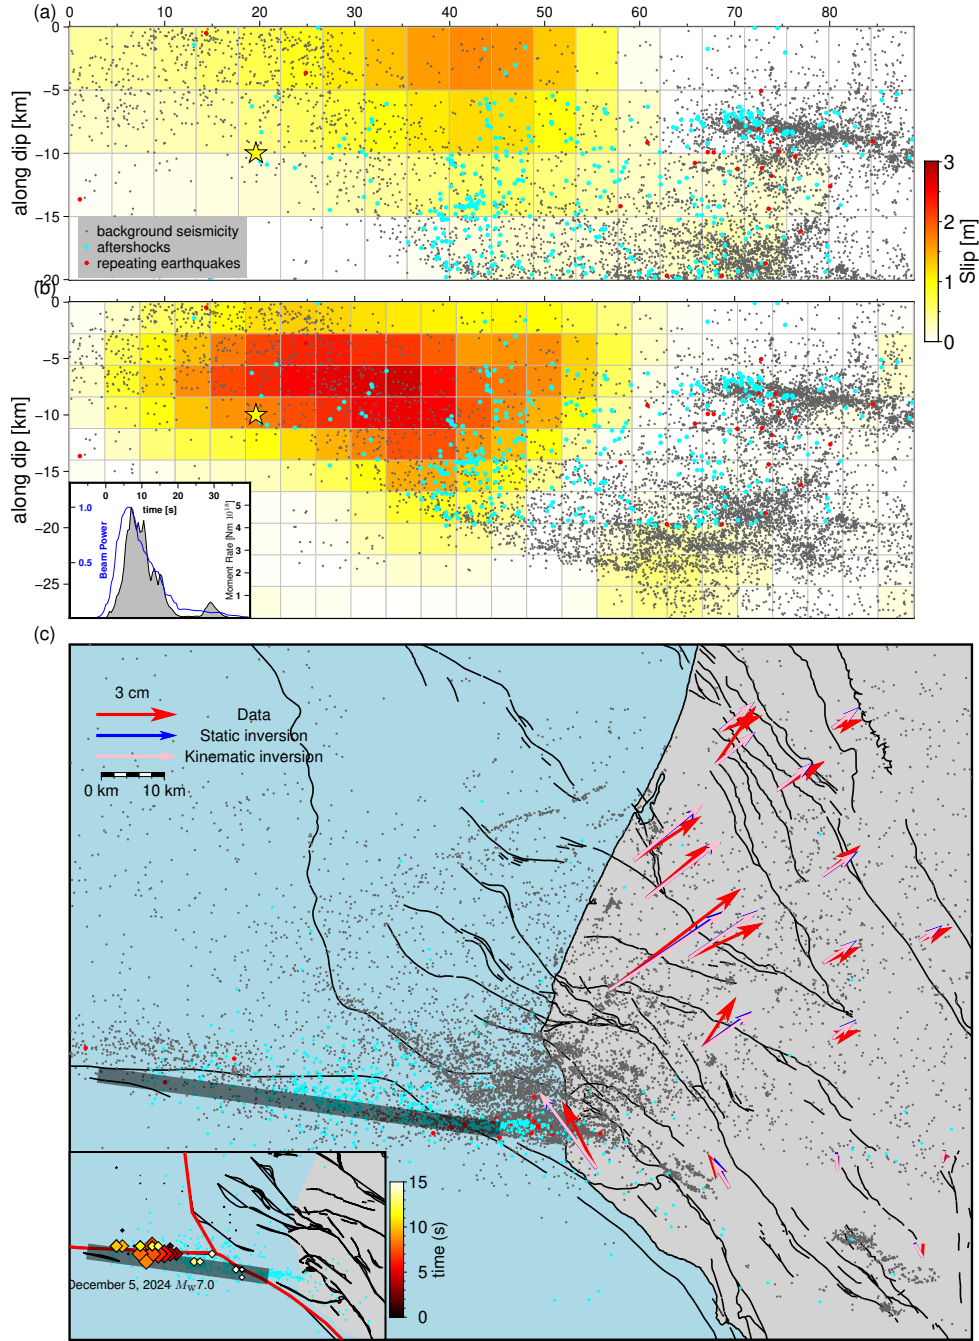 (a)
0 10 20 30 40 50 60 70 80
0
−5
−10
−15
−20
along dip [km]
background seismicity
aftershocks
repeating earthquakes
3
2
1
0
Slip [m]
(b)
0
−5
−10
−15
−20
−25
along dip [km]
0 10 20 30
time [s]
1.0
0.5
Beam Power
5
4
3
2
1
Moment Rate [Nm 10¹⁸]
(c)
3 cm
Data
Static inversion
Kinematic inversion
0 km 10 km
15
10
5
0
time (s)
December 5, 2024 Mw7.0